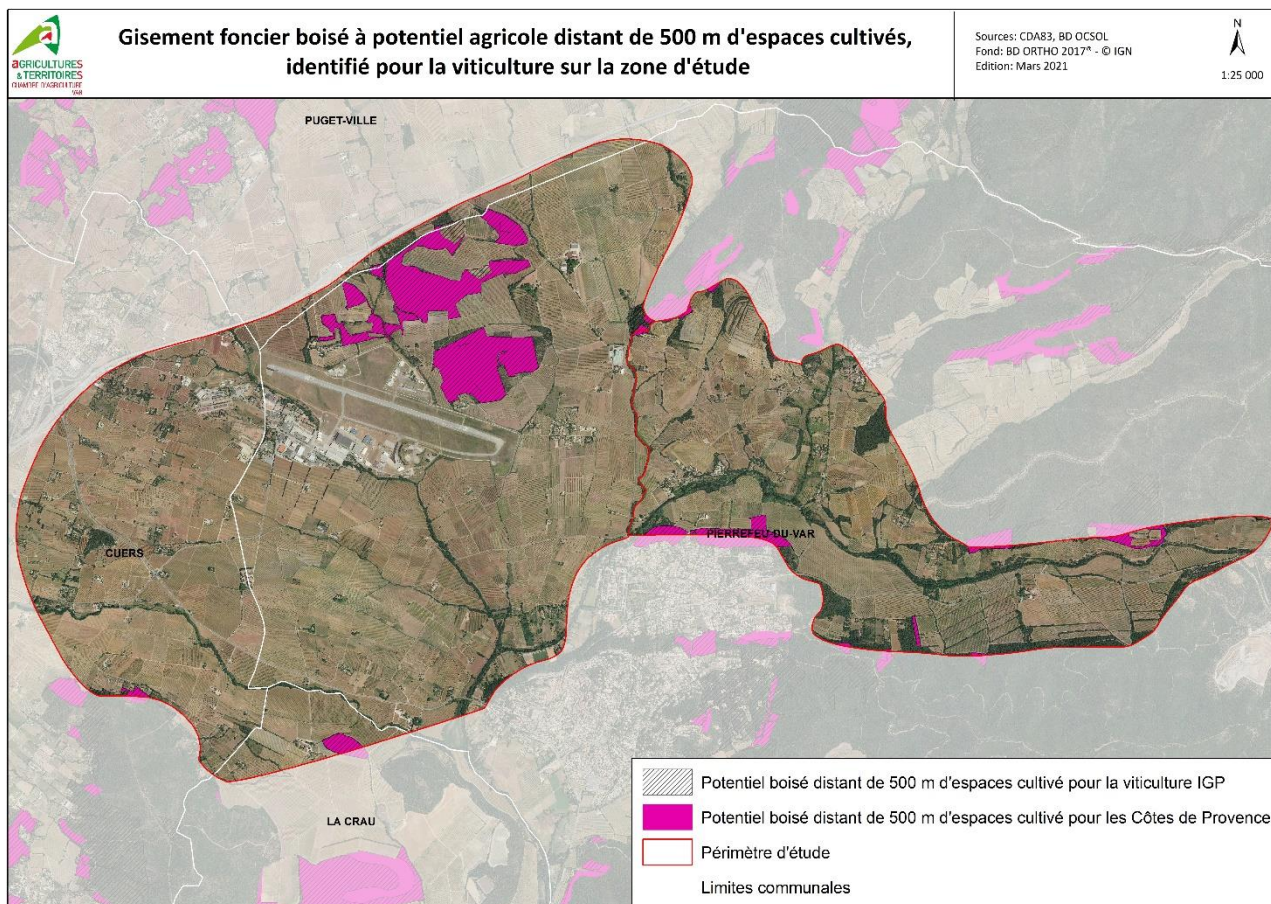 aGRICULTURES
& TERRITOIRES
CHAMBRE D'AGRICULTURE
VAR
Gisement foncier boisé à potentiel agricole distant de 500 m d'espaces cultivés,
identifié pour la viticulture sur la zone d'étude
Sources: CDA83, BD OCSOL
Fond: BD ORTHO 2017® - © IGN
Edition: Mars 2021
N
1:25 000
PUGET-VILLE
CUERS
PIERREFEU-DU-VAR
LA CRAU
Potentiel boisé distant de 500 m d'espaces cultivé pour la viticulture IGP
Potentiel boisé distant de 500 m d'espaces cultivé pour les Côtes de Provence
Périmètre d'étude
Limites communales